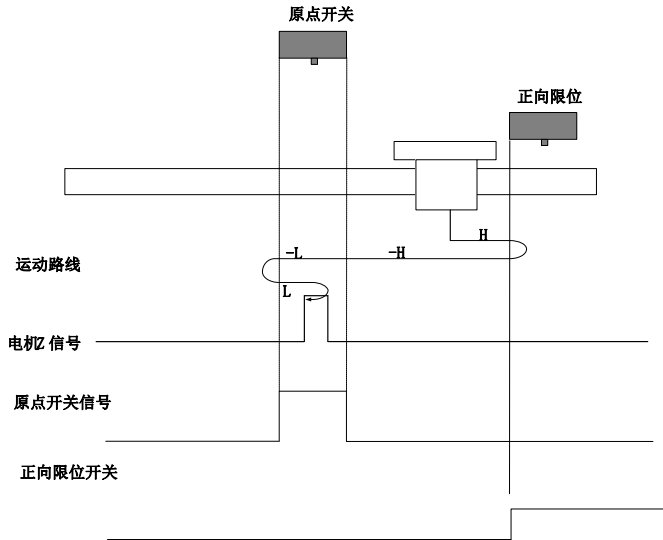 原点开关
正向限位
H
-L
-H
运动路线
L
电机Z 信号
原点开关信号
正向限位开关